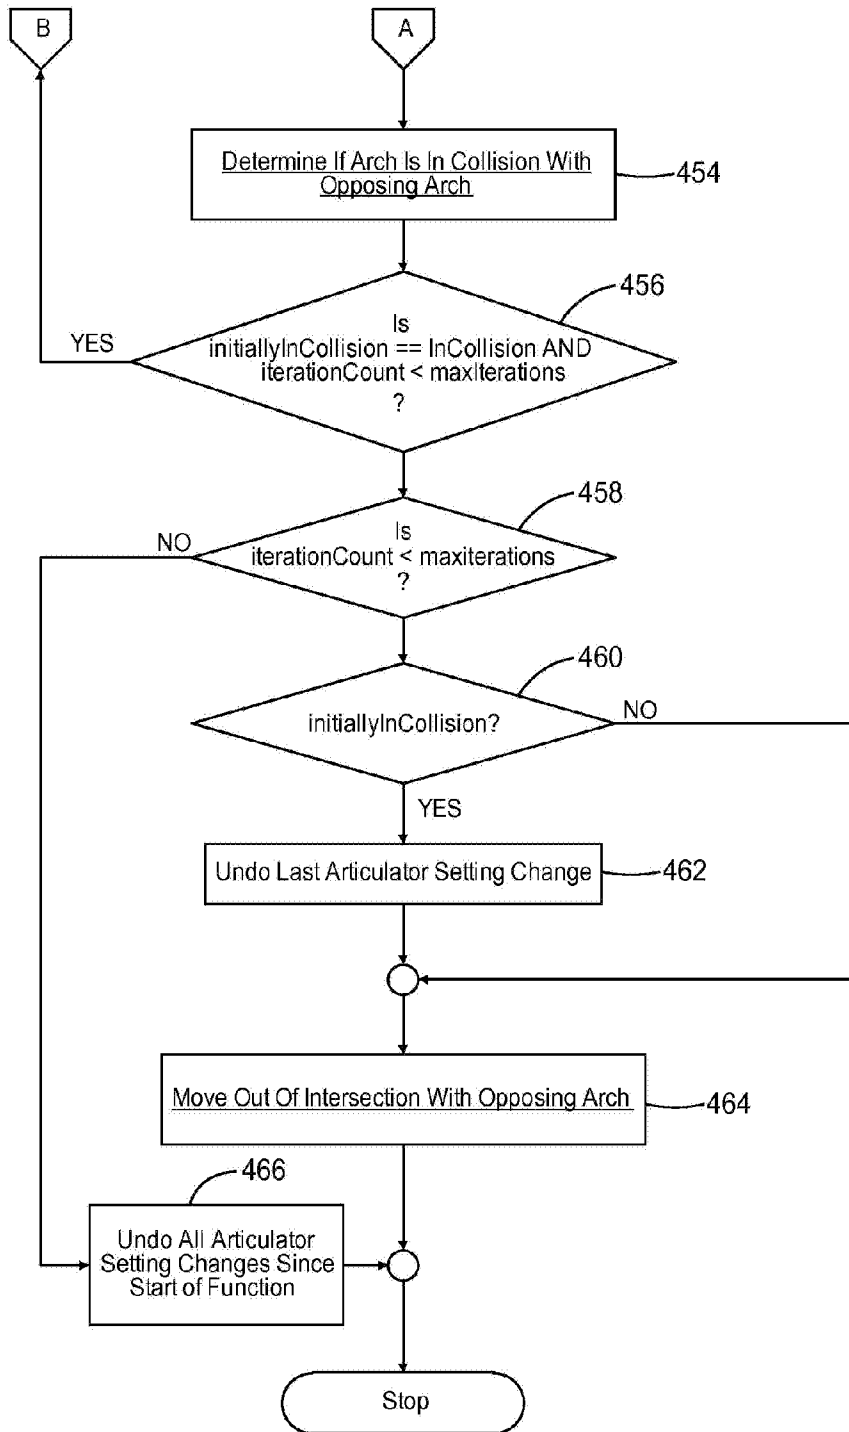 B
A
Determine If Arch Is In Collision With
Opposing Arch
454
456
Is
initiallyInCollision == InCollision AND
iterationCount < maxIterations
?
YES
458
Is
iterationCount < maxiterations
?
NO
460
initiallyInCollision?
NO
YES
Undo Last Articulator Setting Change
462
Move Out Of Intersection With Opposing Arch
464
466
Undo All Articulator
Setting Changes Since
Start of Function
Stop